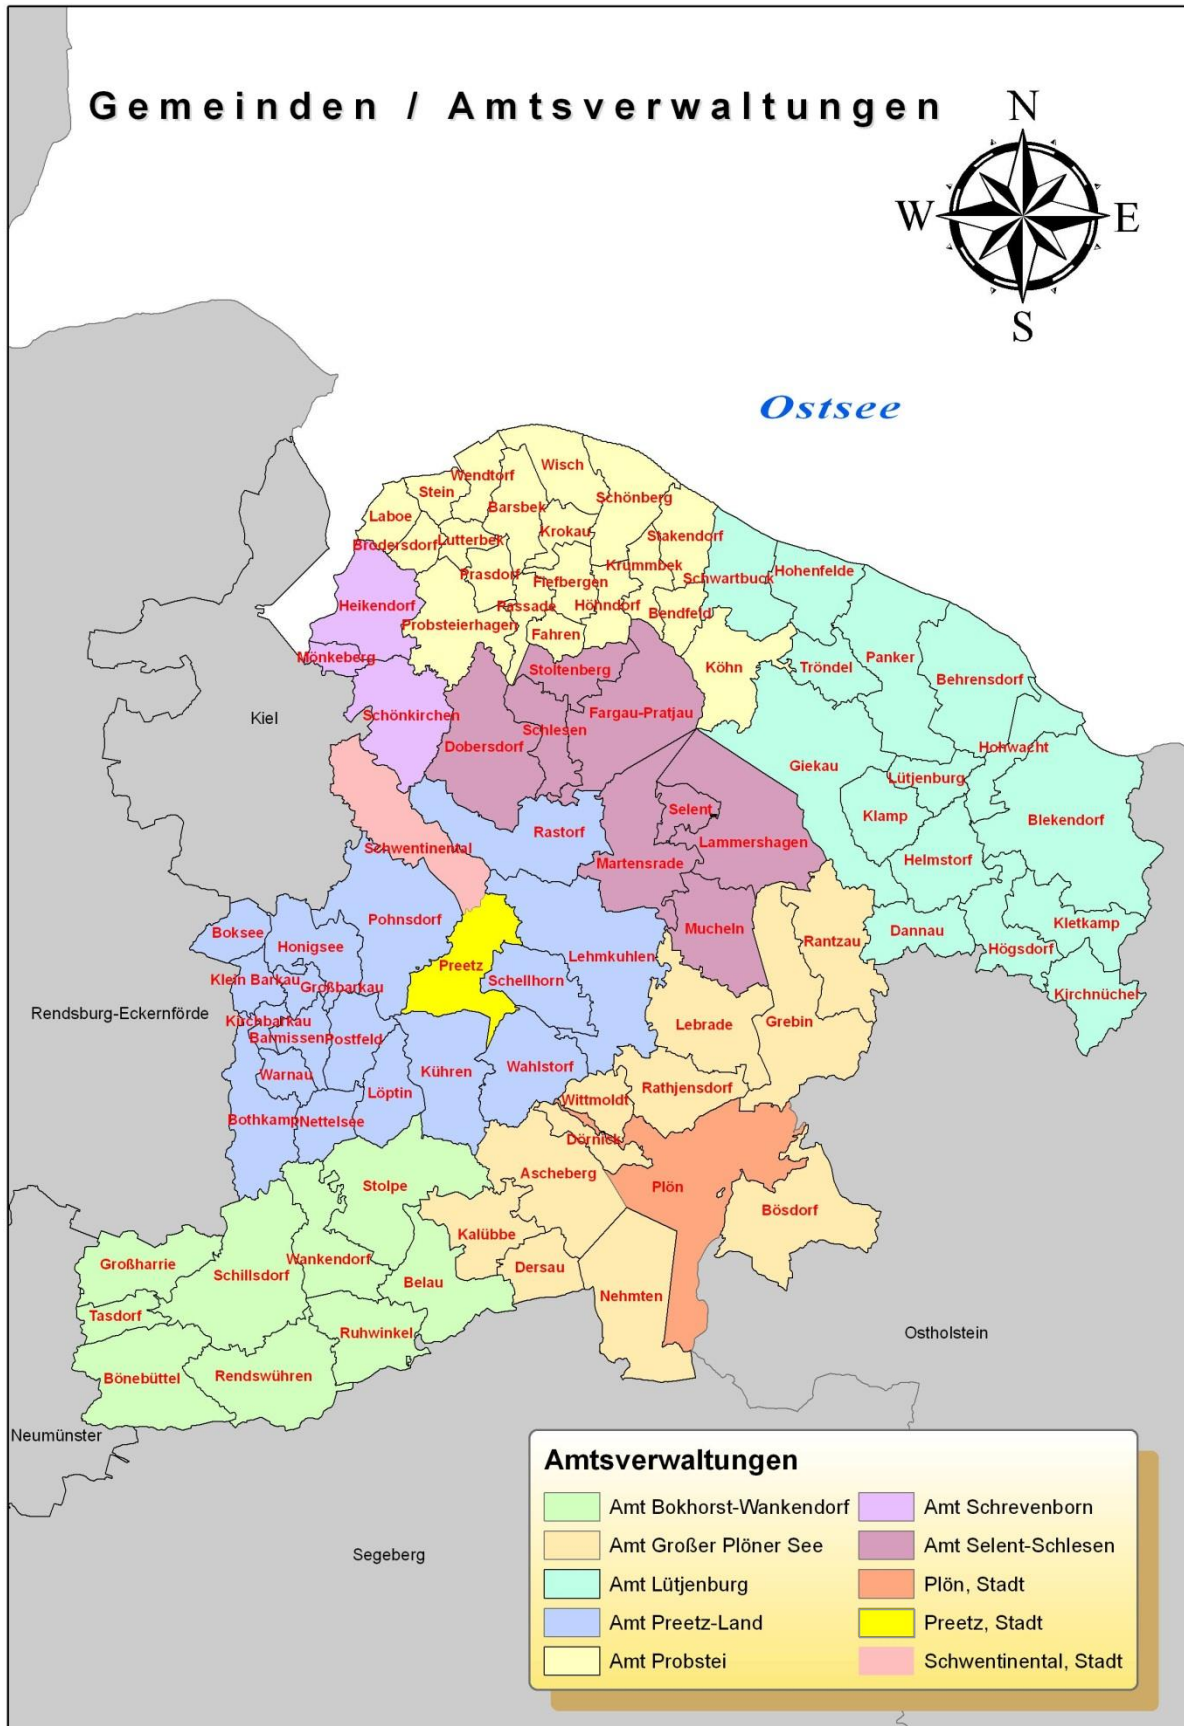 Gemeinden / Amtsverwaltungen
N
W
E
S
Ostsee
Wisch
Wendtorf
Stein
Schönberg
Barsbek
Laboe
Krokau
Stakendorf
Lutterbek
Brodersdorf
Krummbek
Hohenfelde
Prasdorf
Fiefbergen
Schwartbuck
Heikendorf
Passade
Höhndorf
Bendfeld
Probsteierhagen
Fahren
Mönkeberg
Stoltenberg
Köhn
Tröndel
Panker
Behrensdorf
Kiel
Schönkirchen
Fargau-Pratjau
Schlesen
Dobersdorf
Hohwacht
Giekau
Lütjenburg
Selent
Klamp
Blekendorf
Rastorf
Lammershagen
Schwentinental
Martensrade
Helmstorf
Pohnsdorf
Mucheln
Kletkamp
Boksee
Honigsee
Rantzau
Dannau
Högsdorf
Lehmkuhlen
Preetz
Klein Barkau
Großbarkau
Schellhorn
Kirchnüchel
Rendsburg-Eckernförde
Kirchbarkau
Lebrade
Grebin
Barmissen
Postfeld
Warnau
Kühren
Wahlstorf
Löptin
Rathjensdorf
Wittmoldt
Bothkamp
Nettelsee
Dörnick
Ascheberg
Stolpe
Plön
Bösdorf
Kalübbe
Großharrie
Wankendorf
Schillsdorf
Dersau
Belau
Nehmten
Tasdorf
Ruhwinkel
Ostholstein
Bönebüttel
Rendswühren
Neumünster
Segeberg
Amtsverwaltungen
Amt Bokhorst-Wankendorf
Amt Großer Plöner See
Amt Lütjenburg
Amt Preetz-Land
Amt Probstei
Amt Schrevenborn
Amt Selent-Schlesen
Plön, Stadt
Preetz, Stadt
Schwentinental, Stadt